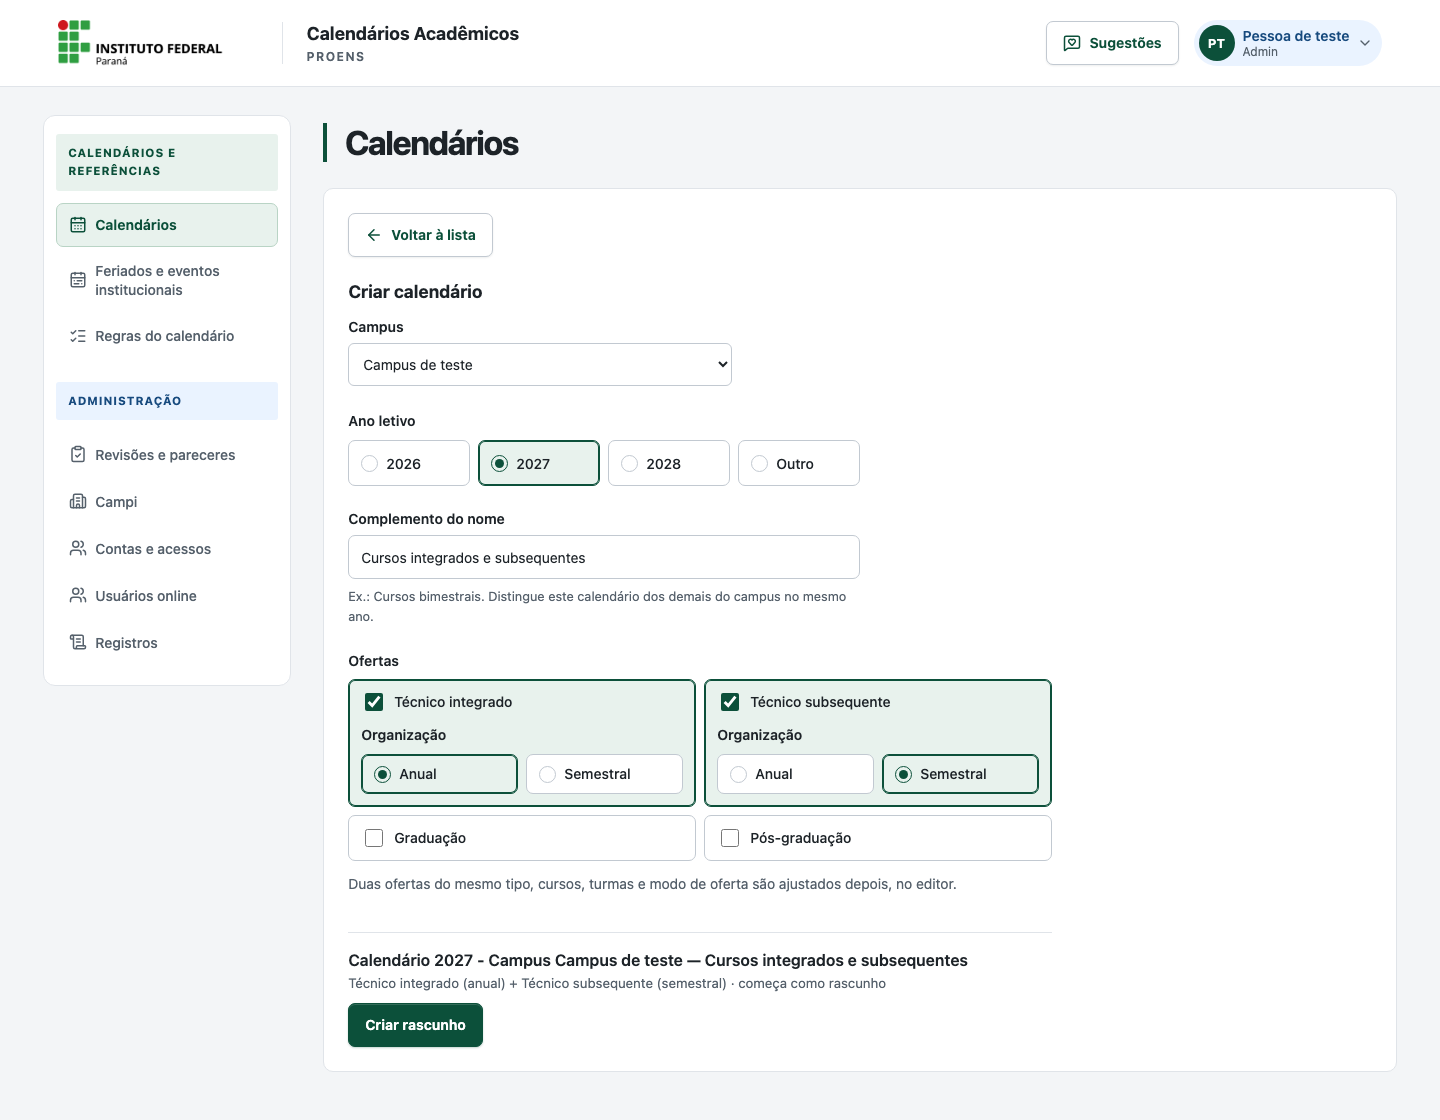 INSTITUTO FEDERAL
Paraná
Calendários Acadêmicos
PROENS
Sugestões
PT
Pessoa de teste
Admin
CALENDÁRIOS E
REFERÊNCIAS
Calendários
Feriados e eventos
institucionais
Regras do calendário
ADMINISTRAÇÃO
Revisões e pareceres
Campi
Contas e acessos
Usuários online
Registros
Calendários
Voltar à lista
Criar calendário
Campus
Campus de teste
Ano letivo
2026
2027
2028
Outro
Complemento do nome
Cursos integrados e subsequentes
Ex.: Cursos bimestrais. Distingue este calendário dos demais do campus no mesmo
ano.
Ofertas
Técnico integrado
Organização
Anual
Semestral
Técnico subsequente
Organização
Anual
Semestral
Graduação
Pós-graduação
Duas ofertas do mesmo tipo, cursos, turmas e modo de oferta são ajustados depois, no editor.
Calendário 2027 - Campus Campus de teste — Cursos integrados e subsequentes
Técnico integrado (anual) + Técnico subsequente (semestral) · começa como rascunho
Criar rascunho